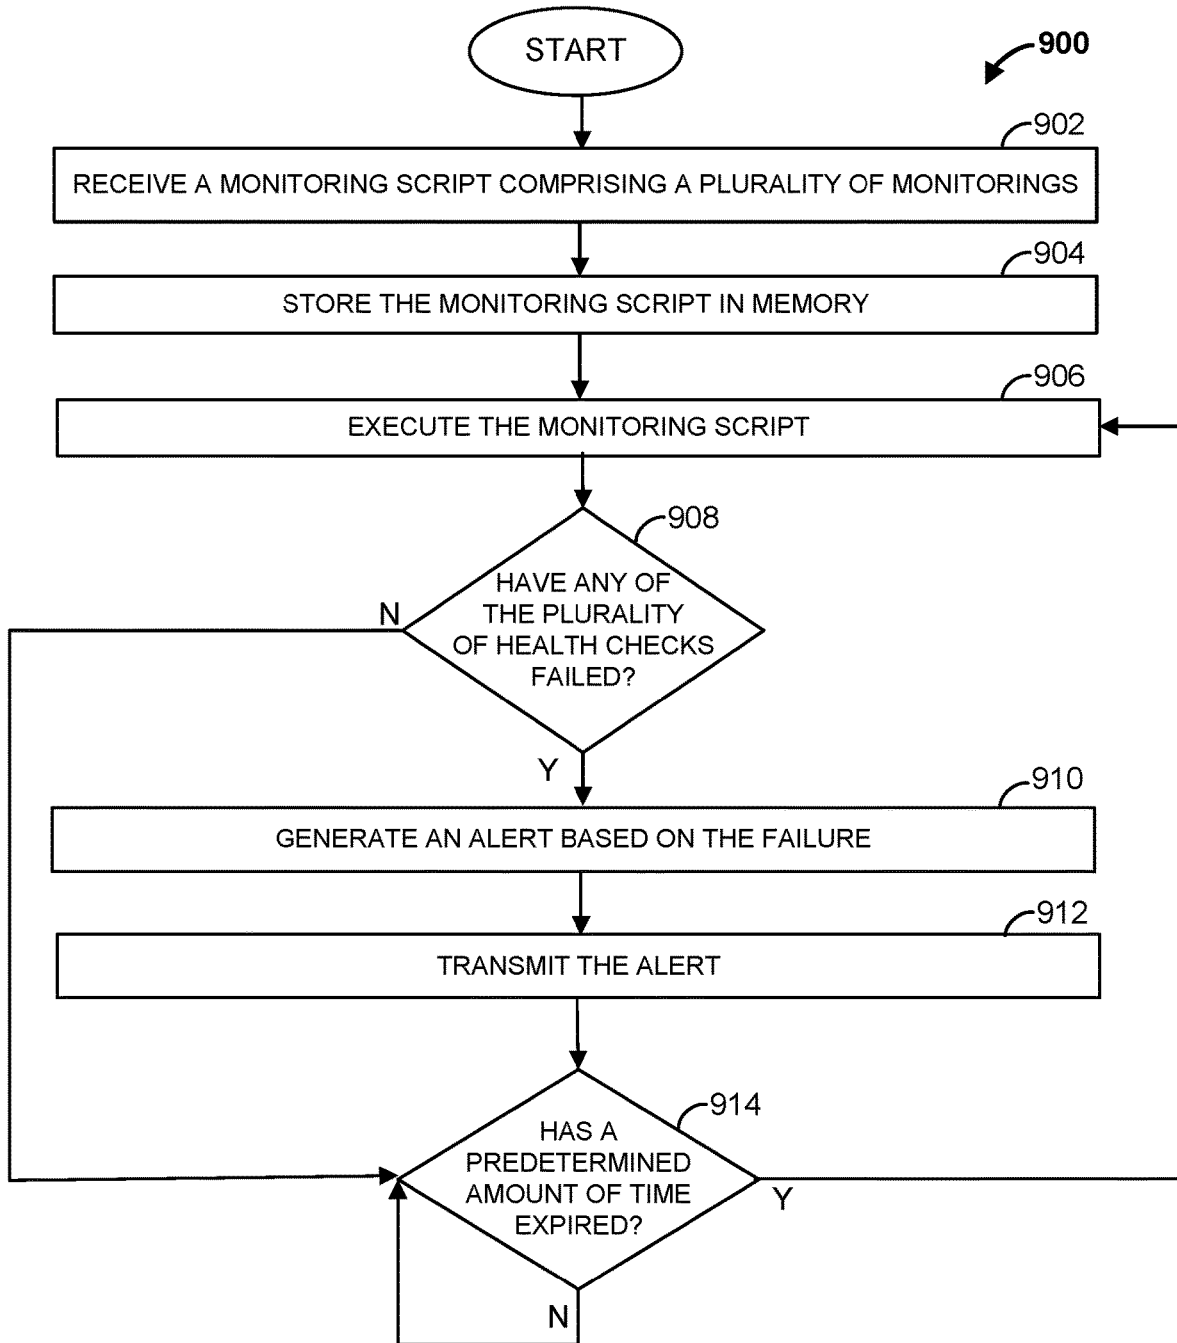 START
900
902
RECEIVE A MONITORING SCRIPT COMPRISING A PLURALITY OF MONITORINGS
904
STORE THE MONITORING SCRIPT IN MEMORY
906
EXECUTE THE MONITORING SCRIPT
908
HAVE ANY OF
THE PLURALITY
OF HEALTH CHECKS
FAILED?
N
Y
910
GENERATE AN ALERT BASED ON THE FAILURE
912
TRANSMIT THE ALERT
914
HAS A
PREDETERMINED
AMOUNT OF TIME
EXPIRED?
Y
N